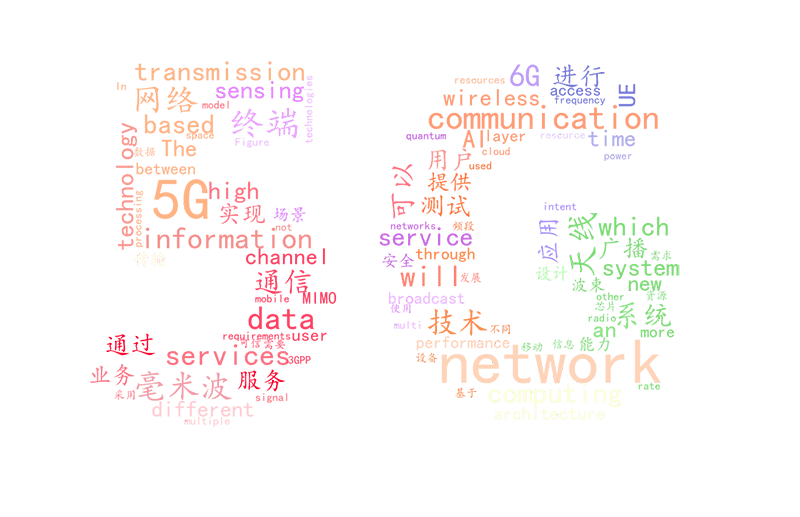 transmission
In
网络
sensing
model
technologies
based
终端
space
Figure
The
数据
technology
between
processing
5G
high
实现
场景
not
information
channel
通信
mobile
MIMO
data
requirements
user
可信
需要
通过
services
3GPP
业务
毫米波
服务
采用
signal
different
multiple
resources
6G
进行
access
UE
wireless
frequency
communication
quantum
AI
layer
resource
time
cloud
power
用户
used
可以
提供
测试
intent
networks
频段
service
应用
天线
which
安全
through
广播
需求
will
发展
设计
system
波束
new
broadcast
other
资源
使用
芯片
系统
multi
技术
不同
radio
an
more
performance
移动
信息
能力
设备
network
rate
基于
computing
architecture